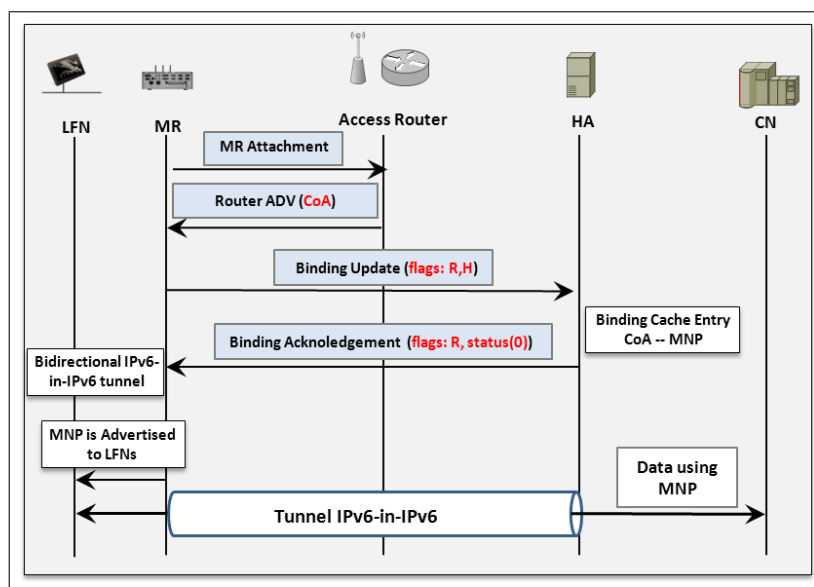 LFN
MR
Access Router
HA
CN
MR Attachment
Router ADV (CoA)
Binding Update (flags: R,H)
Binding Cache Entry
CoA -- MNP
Binding Acknoledgement (flags: R, status(0))
Bidirectional IPv6-
in-IPv6 tunnel
MNP is Advertised
to LFNs
Data using
MNP
Tunnel IPv6-in-IPv6